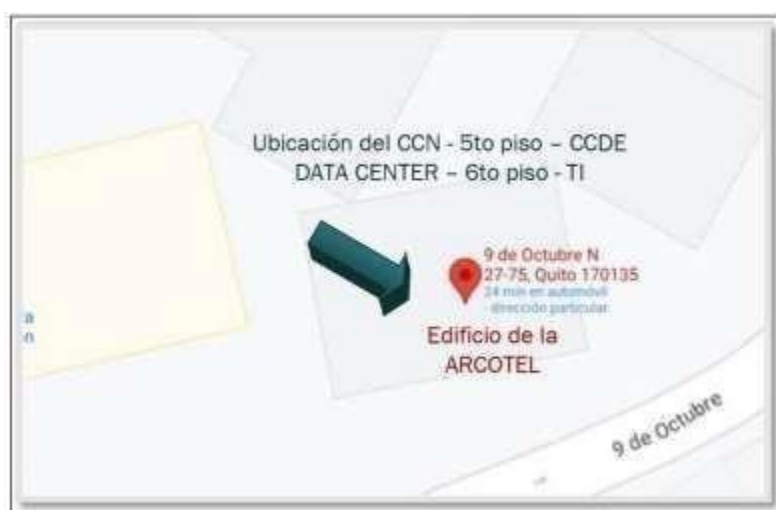 Ubicación del CCN - 5to piso – CCDE
DATA CENTER – 6to piso - TI
9 de Octubre N
27-75, Quito 170135
24 min en automóvil
- dirección particular
Edificio de la
ARCOTEL
a
n
9 de Octubre